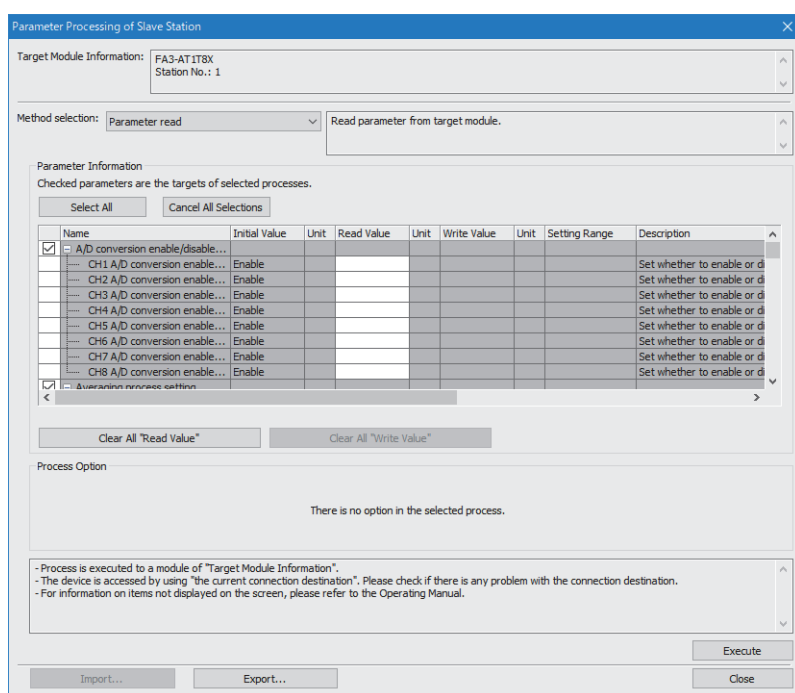 Parameter Processing of Slave Station
Target Module Information:
FA3-AT1T8X
Station No.: 1
Method selection: Parameter read
Read parameter from target module.
Parameter Information
Checked parameters are the targets of selected processes.
Select All Cancel All Selections
Name Initial Value Unit Read Value Unit Write Value Unit Setting Range Description
A/D conversion enable/disable...
CH1 A/D conversion enable... Enable Set whether to enable or di
CH2 A/D conversion enable... Enable Set whether to enable or di
CH3 A/D conversion enable... Enable Set whether to enable or di
CH4 A/D conversion enable... Enable Set whether to enable or di
CH5 A/D conversion enable... Enable Set whether to enable or di
CH6 A/D conversion enable... Enable Set whether to enable or di
CH7 A/D conversion enable... Enable Set whether to enable or di
CH8 A/D conversion enable... Enable Set whether to enable or di
Averaging process setting
Clear All "Read Value" Clear All "Write Value"
Process Option
There is no option in the selected process.
- Process is executed to a module of "Target Module Information".
- The device is accessed by using "the current connection destination". Please check if there is any problem with the connection destination.
- For information on items not displayed on the screen, please refer to the Operating Manual.
Execute
Import... Export... Close